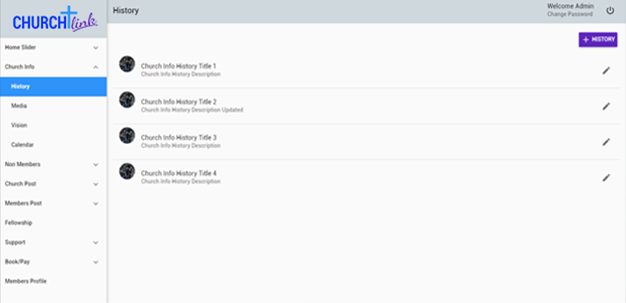 CHURCH link
History
Welcome Admin
Change Password
+ HISTORY
Home Slider
Church Info
History
Media
Vision
Calendar
Non Members
Church Post
Members Post
Fellowship
Support
Book/Pay
Members Profile
Church Info History Title 1
Church Info History Description
Church Info History Title 2
Church Info History Description Updated
Church Info History Title 3
Church Info History Description
Church Info History Title 4
Church Info History Description